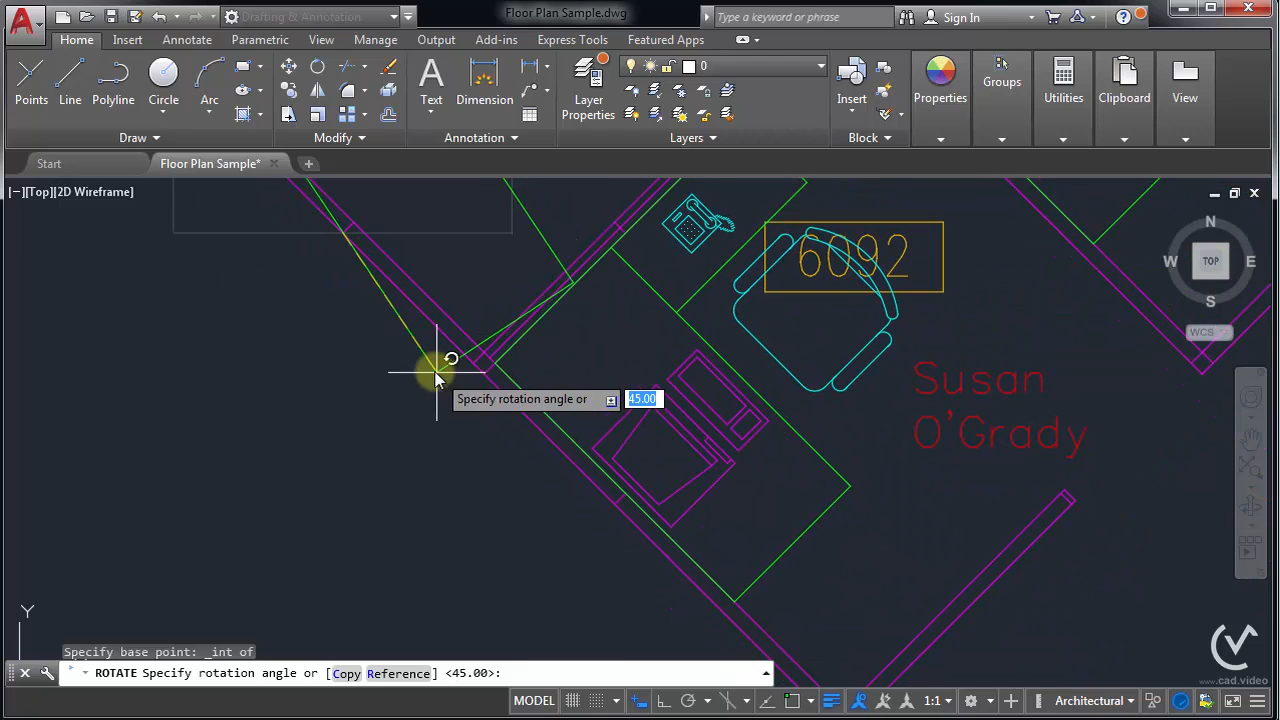 Drafting & Annotation
Floor Plan Sample.dwg
Type a keyword or phrase
Sign In
Home
Insert
Annotate
Parametric
View
Manage
Output
Add-ins
Express Tools
Featured Apps
Points
Line
Polyline
Circle
Arc
Text
Dimension
Layer
Properties
0
Insert
Properties
Groups
Utilities
Clipboard
View
Draw
Modify
Annotation
Layers
Block
Start
Floor Plan Sample*
[−][Top][2D Wireframe]
N
W
TOP
E
S
WCS
6092
Susan
O'Grady
Specify rotation angle or
45.00
Y
Specify base point: _int of
ROTATE Specify rotation angle or [Copy Reference] <45.00>:
www.cad.video
MODEL
1:1
Architectural